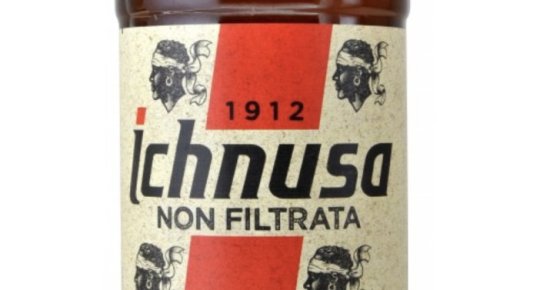 1912
ichnusa
NON FILTRATA